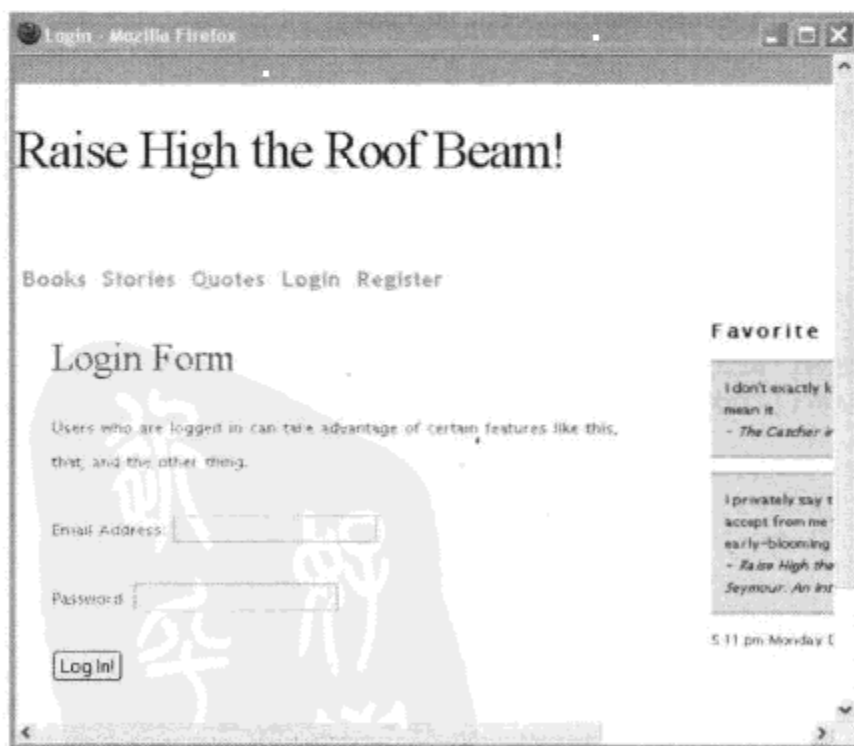 Login - Mozilla Firefox
Raise High the Roof Beam!
Books Stories Quotes Login Register
Login Form
Users who are logged in can take advantage of certain features like this,
that, and the other thing.
Email Address:
Password:
Log In!
Favorite
I don't exactly k
mean it.
- The Catcher i
I privately say t
accept from me
early-blooming
- Raise High the
Seymour: An Int
5:11 pm Monday D